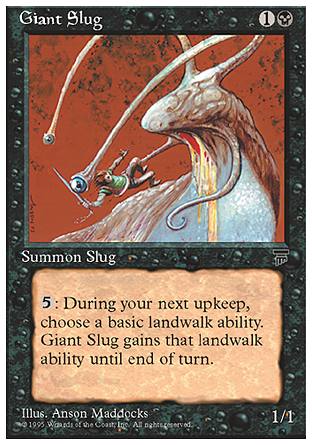 Giant Slug 1
Summon Slug
5: During your next upkeep,
choose a basic landwalk ability.
Giant Slug gains that landwalk
ability until end of turn.
Illus. Anson Maddocks
© 1995 Wizards of the Coast, Inc. All rights reserved.
1/1